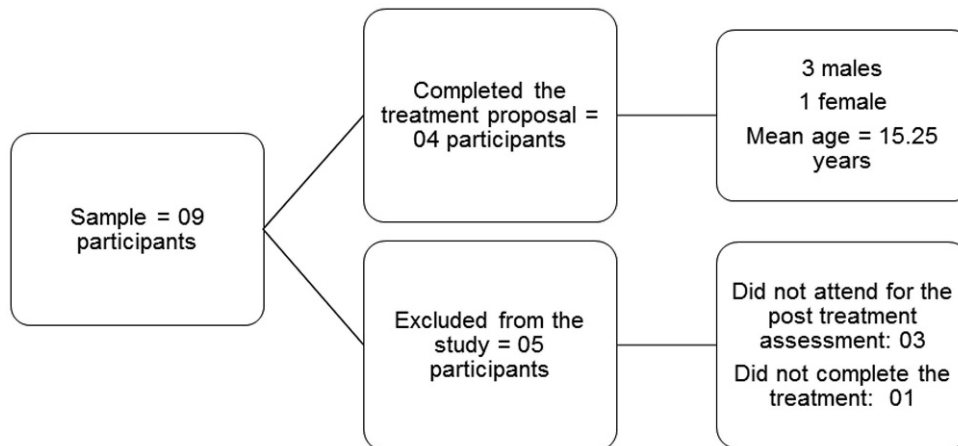 Sample = 09
participants
Completed the
treatment proposal =
04 participants
3 males
1 female
Mean age = 15.25
years
Excluded from the
study = 05
participants
Did not attend for the
post treatment
assessment: 03
Did not complete the
treatment: 01